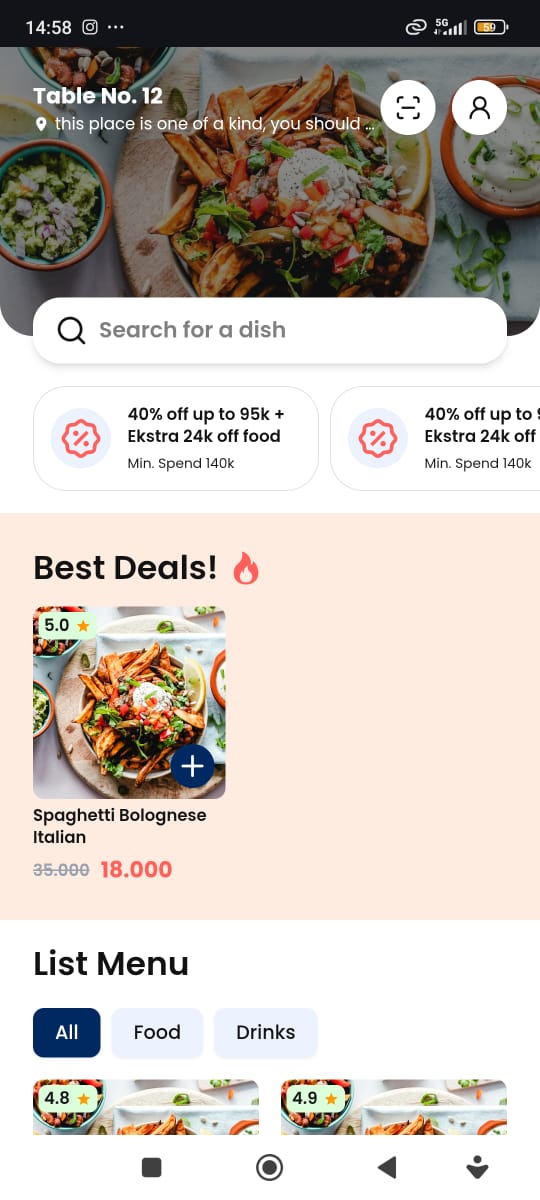 14:58
5G
59
Table No. 12
this place is one of a kind, you should ...
Search for a dish
40% off up to 95k +
Ekstra 24k off food
Min. Spend 140k
40% off up to 9
Ekstra 24k off
Min. Spend 140k
Best Deals!
5.0
Spaghetti Bolognese
Italian
35.000 18.000
List Menu
All Food Drinks
4.8 4.9